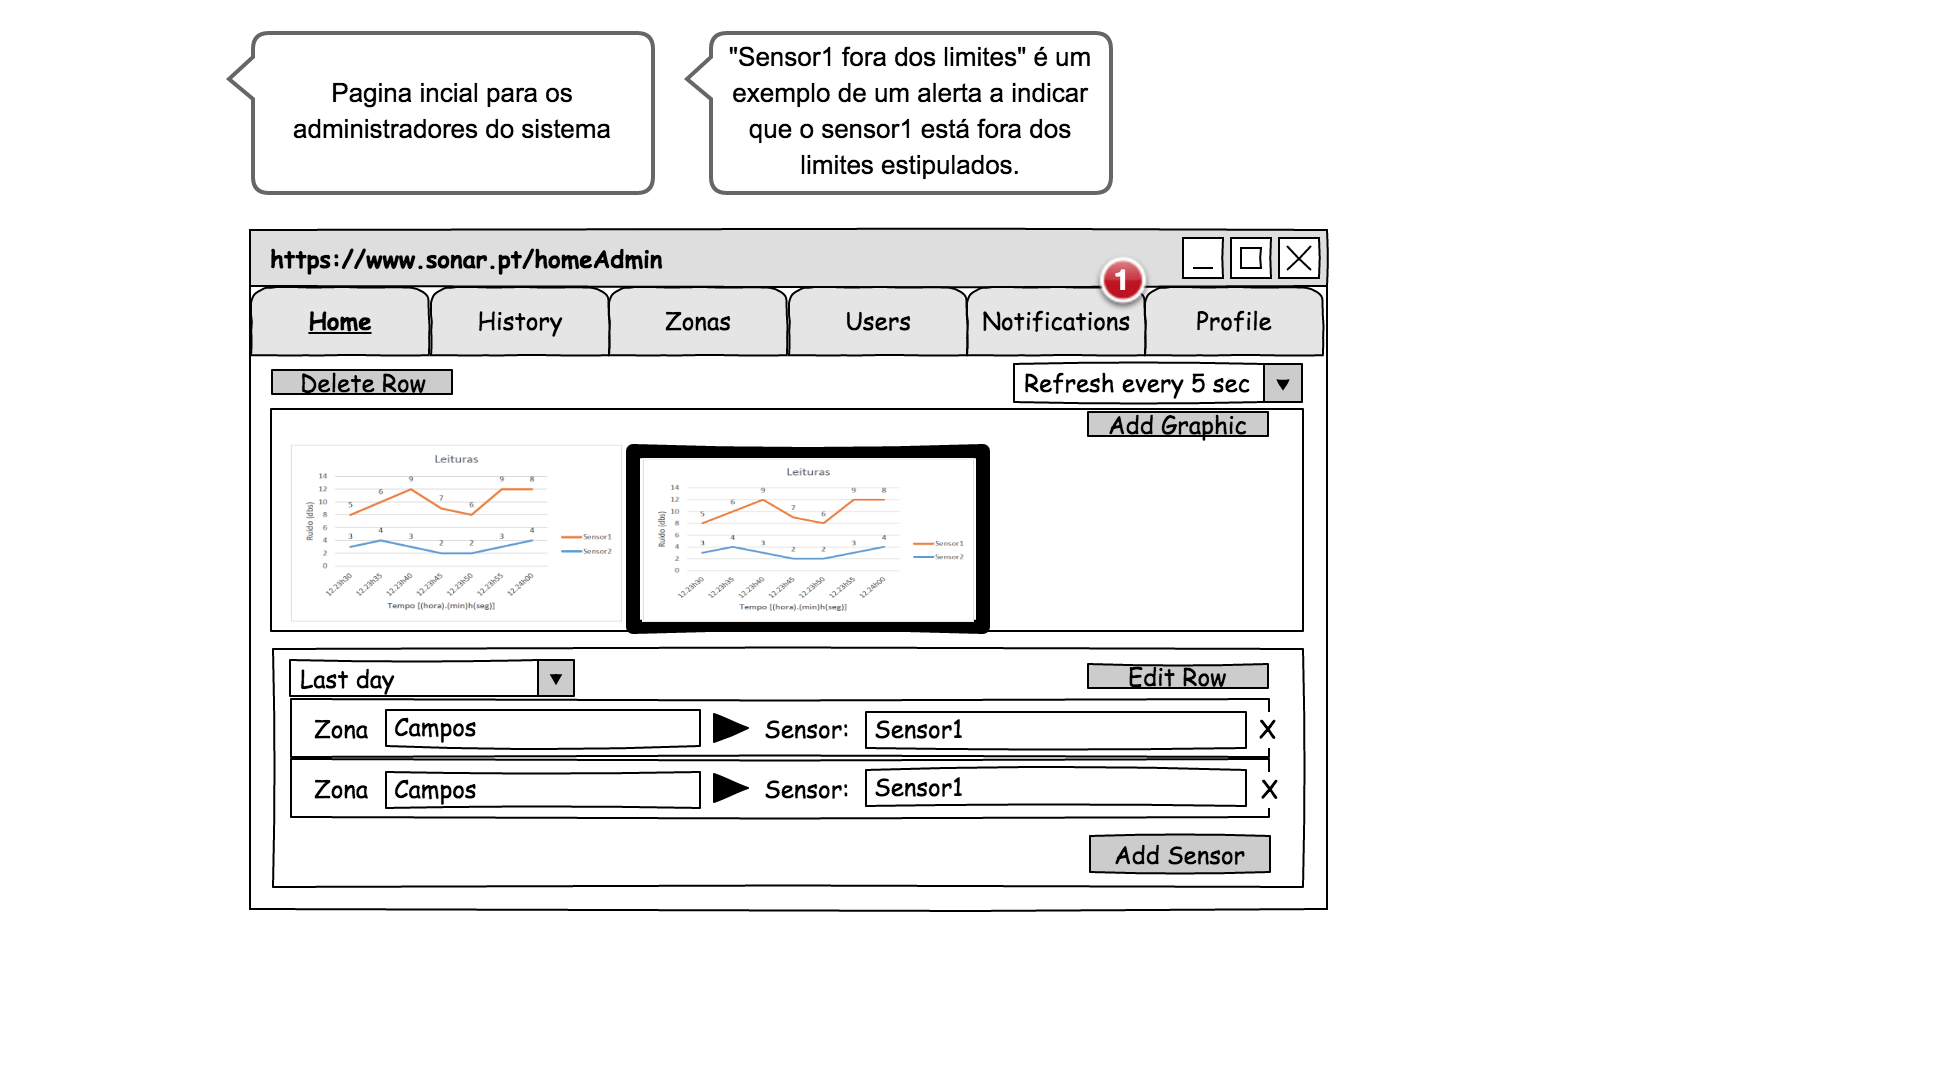 Pagina incial para os
administradores do sistema
"Sensor1 fora dos limites" é um
exemplo de um alerta a indicar
que o sensor1 está fora dos
limites estipulados.
https://www.sonar.pt/homeAdmin
1
Home
History
Zonas
Users
Notifications
Profile
Delete Row
Refresh every 5 sec
Add Graphic
Leituras
14
12
10
8
6
4
2
0
Ruido (dbs)
5
6
9
7
6
9
8
3
4
3
2
2
3
4
Sensor1
Sensor2
12.23h30
12.23h35
12.23h40
12.23h45
12.23h50
12.23h55
12.24h00
Tempo [(hora).(min)h(seg)]
Leituras
14
12
10
8
6
4
2
0
Ruido (dbs)
5
6
9
7
6
9
8
3
4
3
2
2
3
4
Sensor1
Sensor2
12.23h30
12.23h35
12.23h40
12.23h45
12.23h50
12.23h55
12.24h00
Tempo [(hora).(min)h(seg)]
Last day
Edit Row
Zona Campos Sensor: Sensor1 X
Zona Campos Sensor: Sensor1 X
Add Sensor